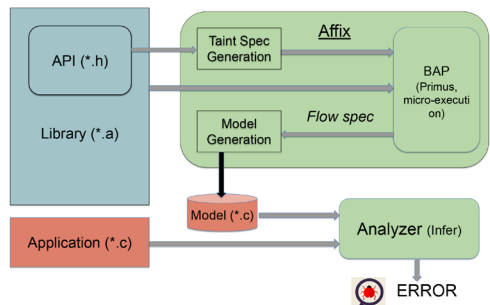 API (*.h)
Library (*.a)
Taint Spec
Generation
Affix
BAP
(Primus,
micro-executi
on)
Model
Generation
Flow spec
Model (*.c)
Application (*.c)
Analyzer (Infer)
ERROR